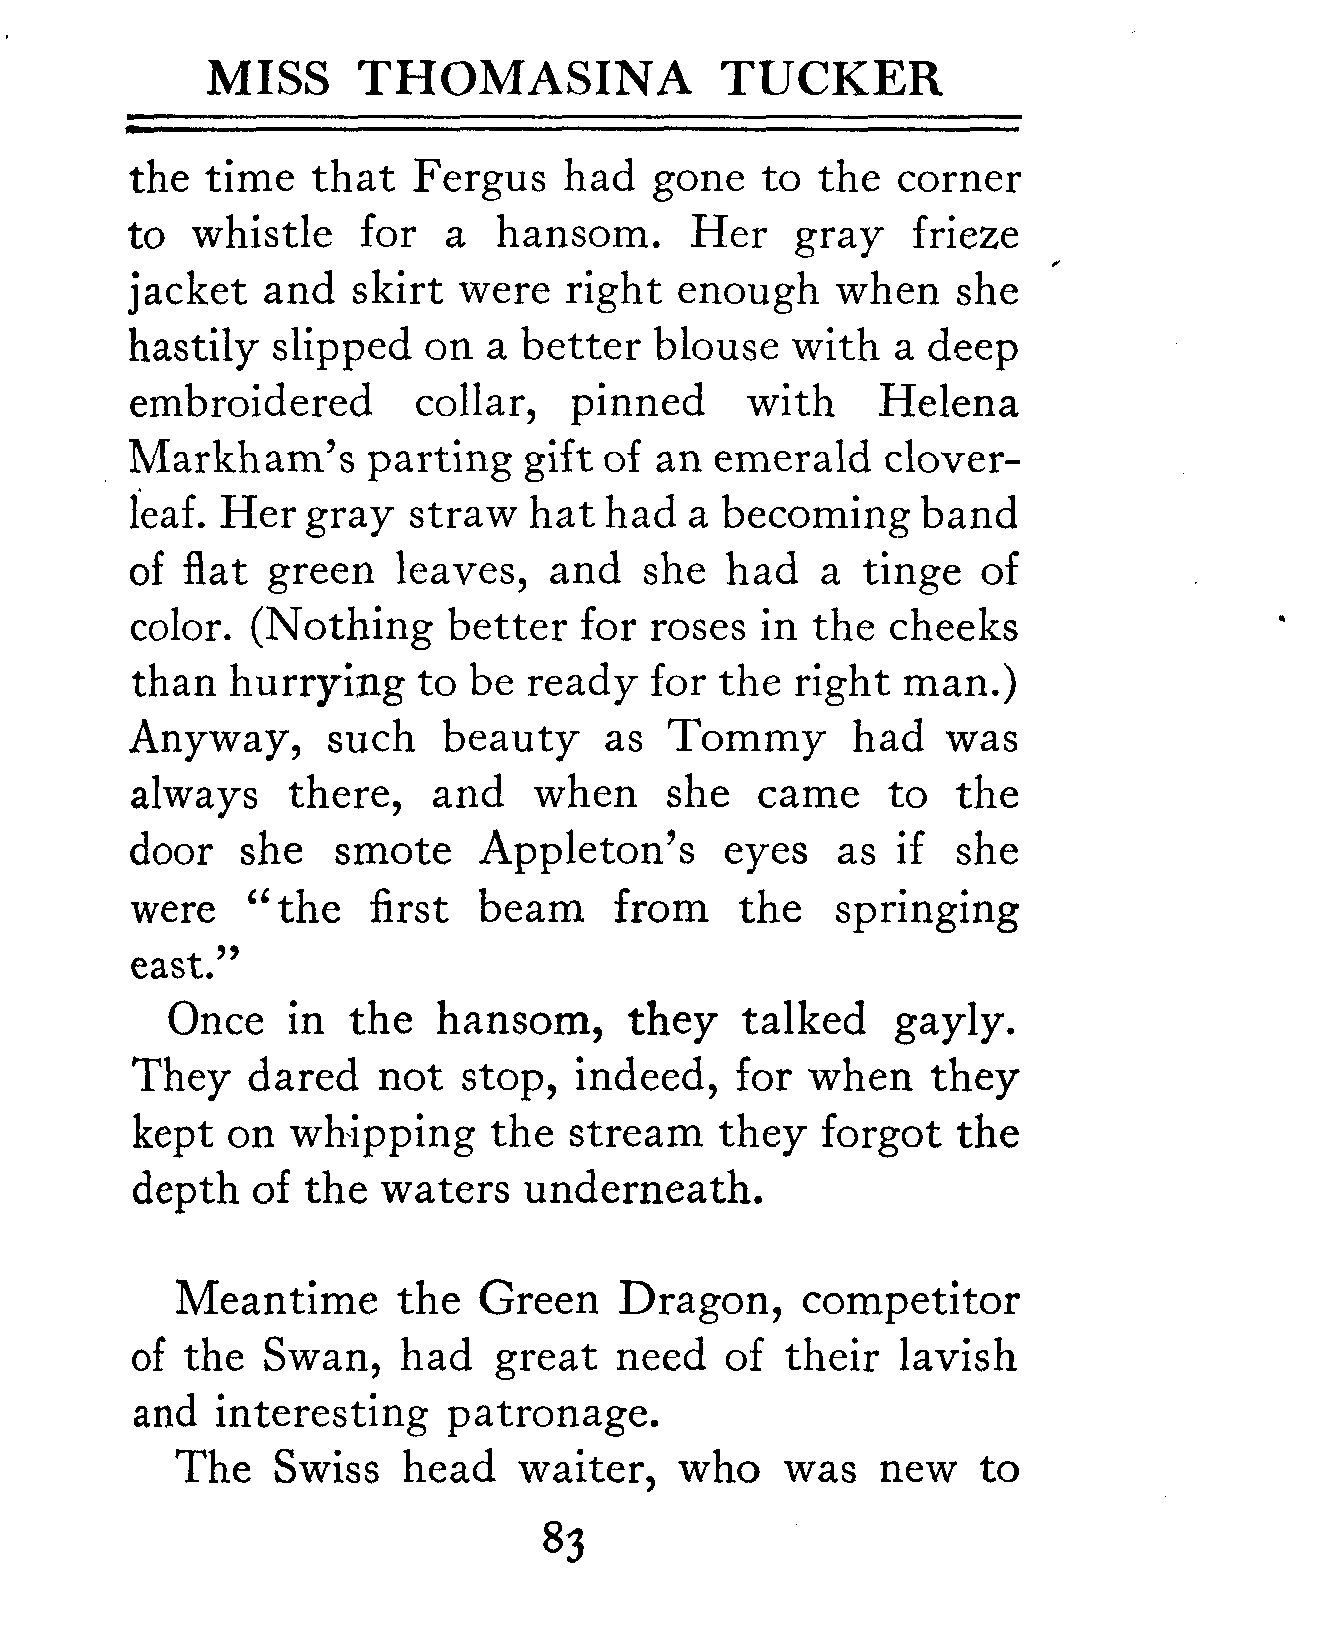 MISS THOMASINA TUCKER
the time that Fergus had gone to the corner
to whistle for a hansom. Her gray frieze
jacket and skirt were right enough when she
hastily slipped on a better blouse with a deep
embroidered collar, pinned with Helena
Markham's parting gift of an emerald clover-
leaf. Her gray straw hat had a becoming band
of flat green leaves, and she had a tinge of
color. (Nothing better for roses in the cheeks
than hurrying to be ready for the right man.)
Anyway, such beauty as Tommy had was
always there, and when she came to the
door she smote Appleton's eyes as if she
were "the first beam from the springing
east."
Once in the hansom, they talked gayly.
They dared not stop, indeed, for when they
kept on whipping the stream they forgot the
depth of the waters underneath.
Meantime the Green Dragon, competitor
of the Swan, had great need of their lavish
and interesting patronage.
The Swiss head waiter, who was new to
83